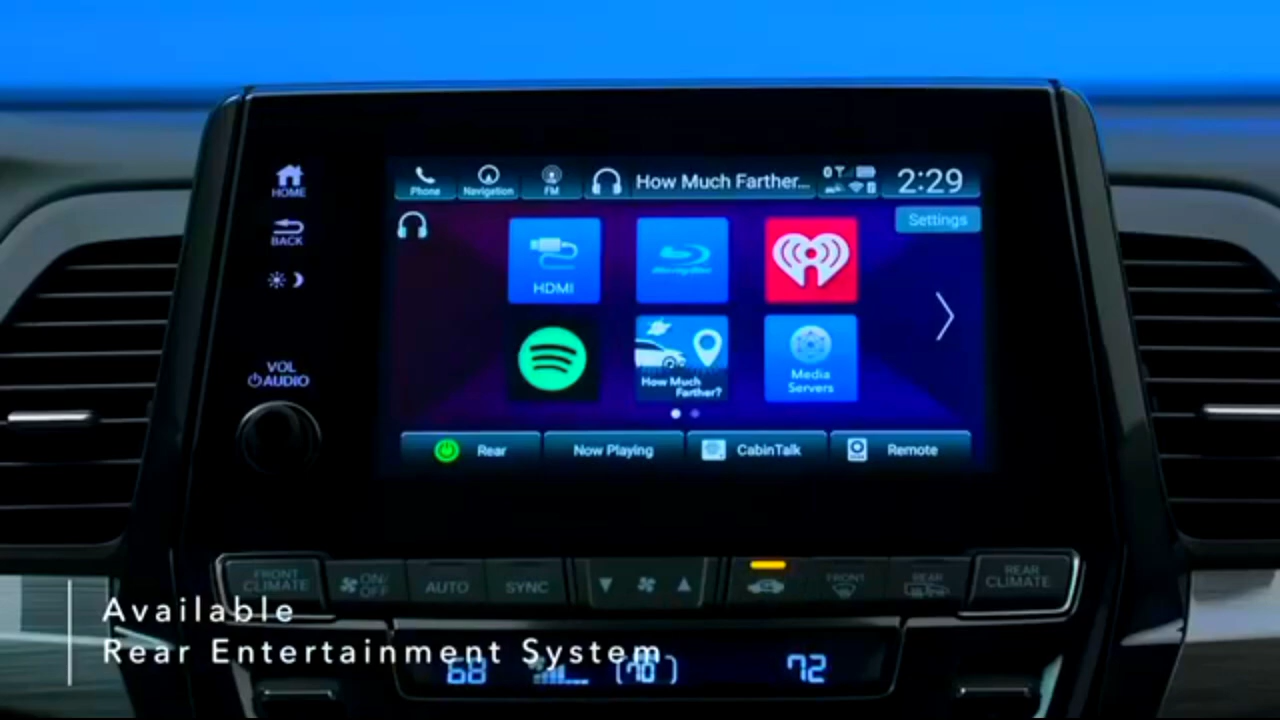 HOME
BACK
VOL
AUDIO
Phone
Navigation
FM
How Much Farther...
2:29
Settings
HDMI
How Much
Farther?
Media
Servers
Rear
Now Playing
CabinTalk
Remote
FRONT
CLIMATE
ON/
OFF
AUTO
SYNC
FRONT
REAR
REAR
CLIMATE
Available
Rear Entertainment System
68
72